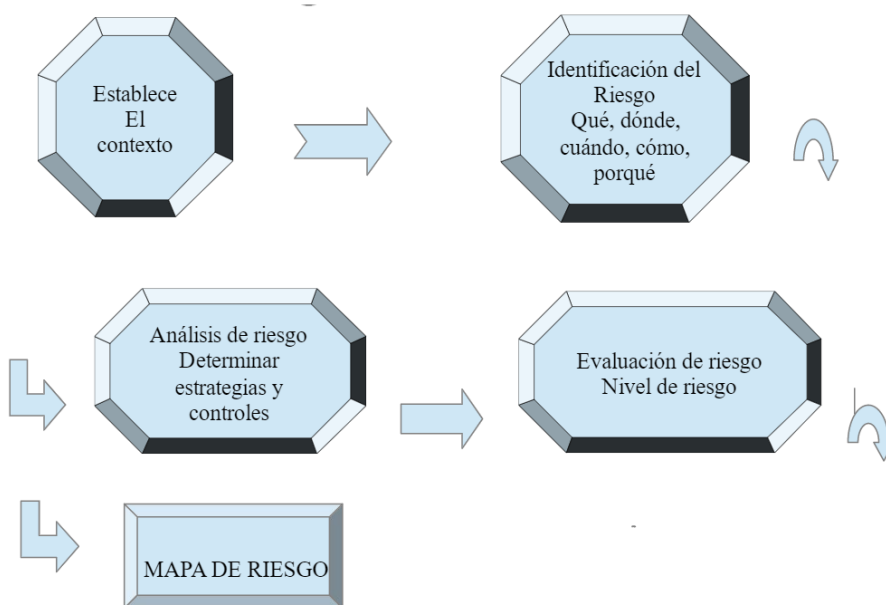 Establece
El
contexto
Identificación del
Riesgo
Qué, dónde,
cuándo, cómo,
porqué
Análisis de riesgo
Determinar
estrategias y
controles
Evaluación de riesgo
Nivel de riesgo
MAPA DE RIESGO